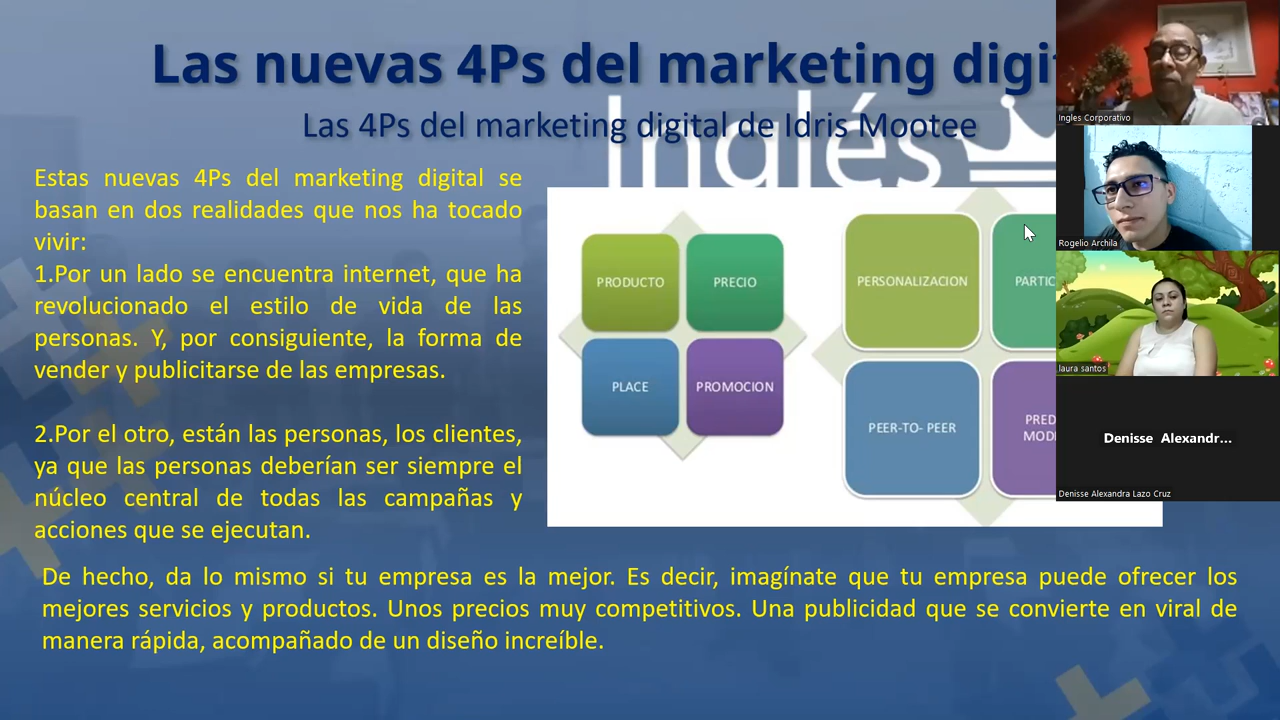 Las nuevas 4Ps del marketing
Las 4Ps del marketing digital de Idris Mootee
Inglés
Estas nuevas 4Ps del marketing digital se
basan en dos realidades que nos ha tocado
vivir:
1.Por un lado se encuentra internet, que ha
revolucionado el estilo de vida de las
personas. Y, por consiguiente, la forma de
vender y publicitarse de las empresas.
2.Por el otro, están las personas, los clientes,
ya que las personas deberían ser siempre el
núcleo central de todas las campañas y
acciones que se ejecutan.
PRODUCTO
PRECIO
PLACE
PROMOCION
PERSONALIZACION
PEER-TO- PEER
De hecho, da lo mismo si tu empresa es la mejor. Es decir, imagínate que tu empresa puede ofrecer los
mejores servicios y productos. Unos precios muy competitivos. Una publicidad que se convierte en viral de
manera rápida, acompañado de un diseño increíble.
Ingles Corporativo
Rogelio Archila
laura santos
Denisse Alexandr...
Denisse Alexandra Lazo Cruz